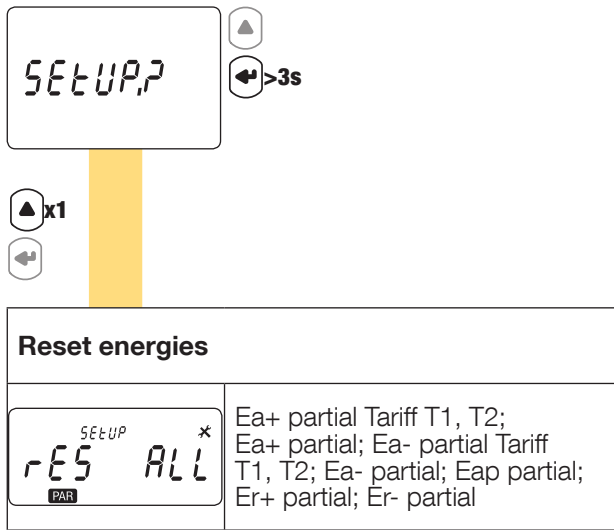 SEtUP,?
>3s
x1
Reset energies
SEtUP
rES ALL
PAR
Ea+ partial Tariff T1, T2;
Ea+ partial; Ea- partial Tariff
T1, T2; Ea- partial; Eap partial;
Er+ partial; Er- partial